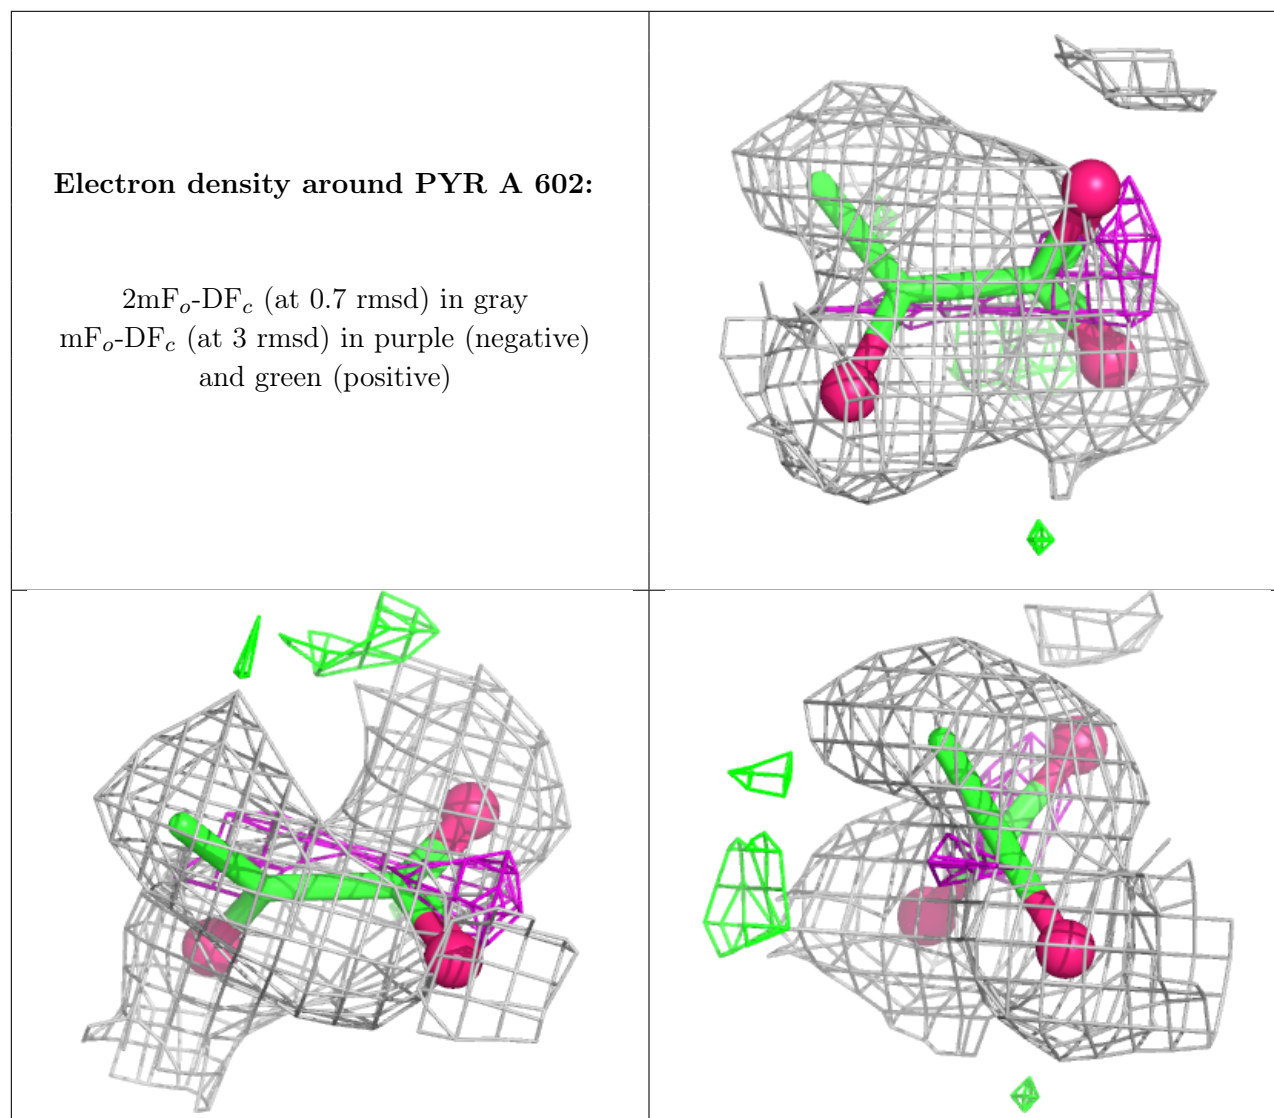 Electron density around PYR A 602:
2mFₒ-DF𝒸 (at 0.7 rmsd) in gray
mFₒ-DF𝒸 (at 3 rmsd) in purple (negative)
and green (positive)